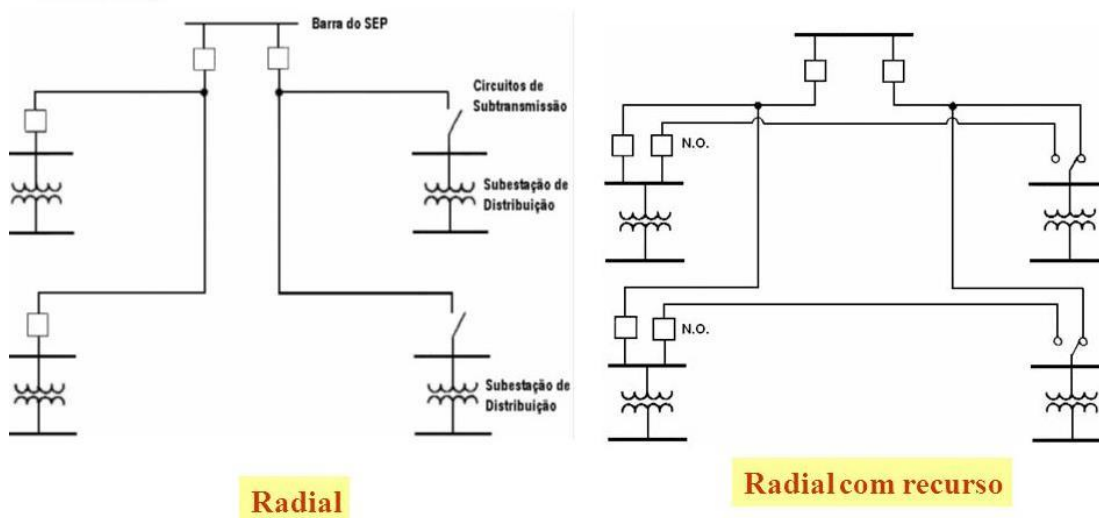 Barra do SEP
Circuitos de
Subtransmissão
N.O.
Subestação de
Distribuição
N.O.
Subestação de
Distribuição
Radial
Radial com recurso